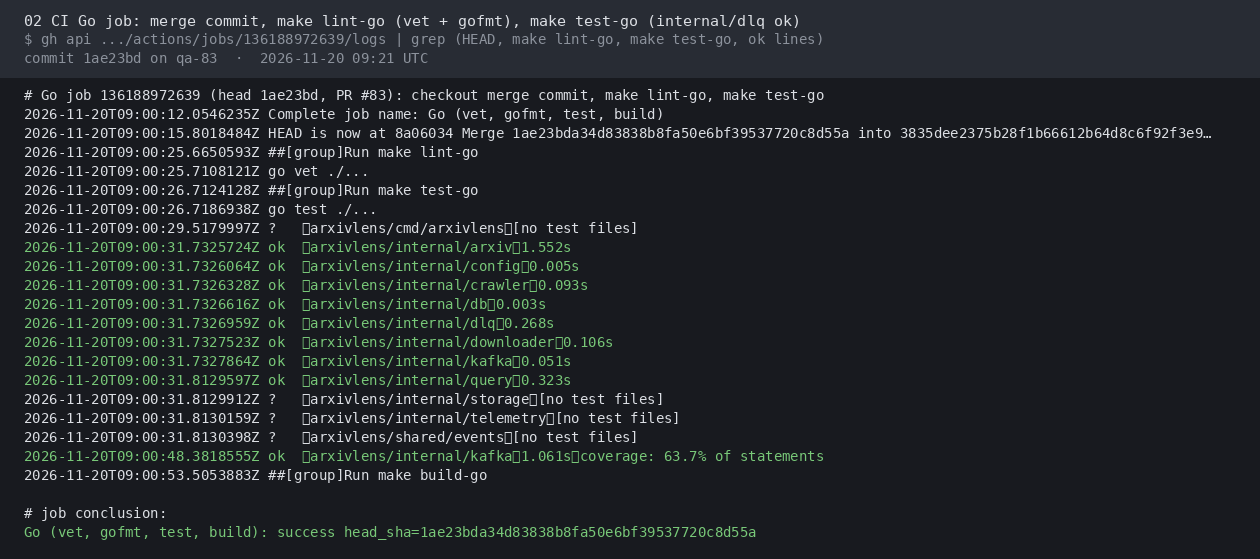 02 CI Go job: merge commit, make lint-go (vet + gofmt), make test-go (internal/dlq ok)
$ gh api .../actions/jobs/136188972639/logs | grep (HEAD, make lint-go, make test-go, ok lines)
commit 1ae23bd on qa-83 · 2026-11-20 09:21 UTC
# Go job 136188972639 (head 1ae23bd, PR #83): checkout merge commit, make lint-go, make test-go
2026-11-20T09:00:12.0546235Z Complete job name: Go (vet, gofmt, test, build)
2026-11-20T09:00:15.8018484Z HEAD is now at 8a06034 Merge 1ae23bda34d83838b8fa50e6bf39537720c8d55a into 3835dee2375b28f1b66612b64d8c6f92f3e9…
2026-11-20T09:00:25.6650593Z ##[group]Run make lint-go
2026-11-20T09:00:25.7108121Z go vet ./...
2026-11-20T09:00:26.7124128Z ##[group]Run make test-go
2026-11-20T09:00:26.7186938Z go test ./...
2026-11-20T09:00:29.5179997Z ? ▯arxivlens/cmd/arxivlens▯[no test files]
2026-11-20T09:00:31.7325724Z ok ▯arxivlens/internal/arxiv▯1.552s
2026-11-20T09:00:31.7326064Z ok ▯arxivlens/internal/config▯0.005s
2026-11-20T09:00:31.7326328Z ok ▯arxivlens/internal/crawler▯0.093s
2026-11-20T09:00:31.7326616Z ok ▯arxivlens/internal/db▯0.003s
2026-11-20T09:00:31.7326959Z ok ▯arxivlens/internal/dlq▯0.268s
2026-11-20T09:00:31.7327523Z ok ▯arxivlens/internal/downloader▯0.106s
2026-11-20T09:00:31.7327864Z ok ▯arxivlens/internal/kafka▯0.051s
2026-11-20T09:00:31.8129597Z ok ▯arxivlens/internal/query▯0.323s
2026-11-20T09:00:31.8129912Z ? ▯arxivlens/internal/storage▯[no test files]
2026-11-20T09:00:31.8130159Z ? ▯arxivlens/internal/telemetry▯[no test files]
2026-11-20T09:00:31.8130398Z ? ▯arxivlens/shared/events▯[no test files]
2026-11-20T09:00:48.3818555Z ok ▯arxivlens/internal/kafka▯1.061s▯coverage: 63.7% of statements
2026-11-20T09:00:53.5053883Z ##[group]Run make build-go
# job conclusion:
Go (vet, gofmt, test, build): success head_sha=1ae23bda34d83838b8fa50e6bf39537720c8d55a